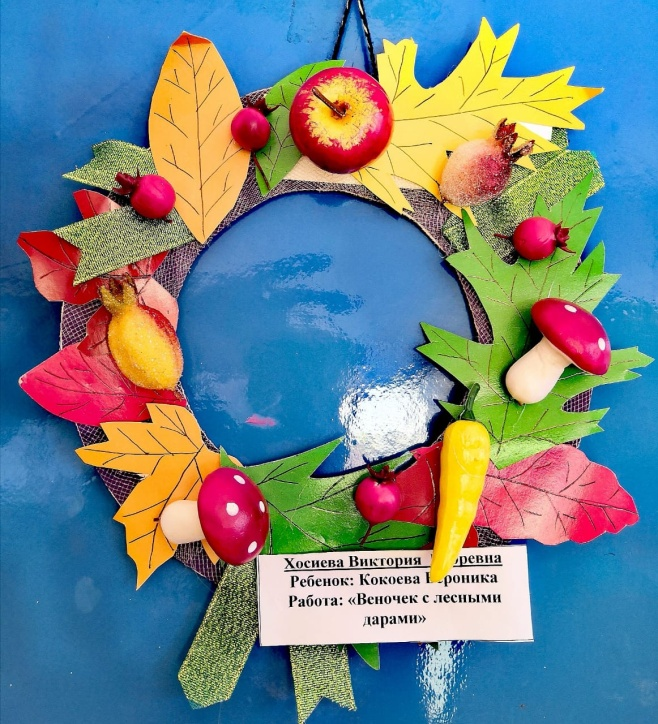 Хосиева Виктория
Ребенок: Кокоева Вероника
Работа: «Веночек с лесными
дарами»